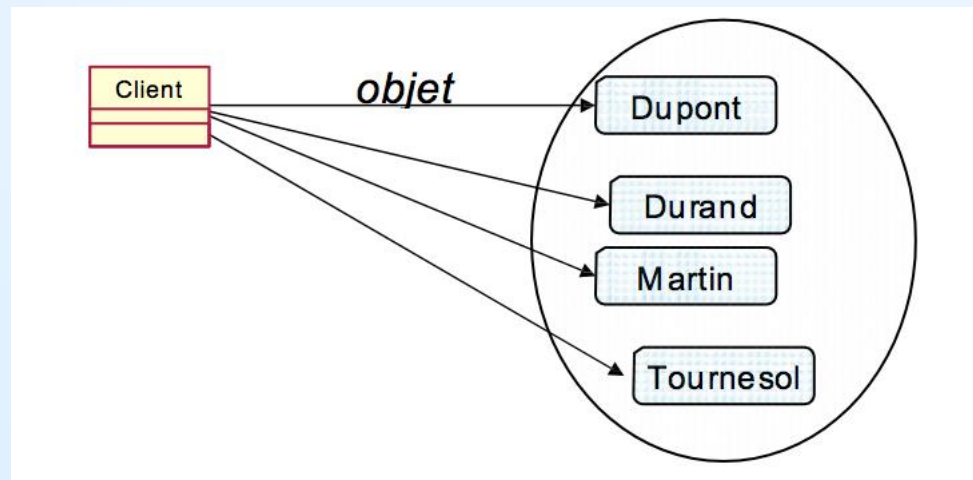 Client
objet
Dupont
Durand
Martin
Tournesol